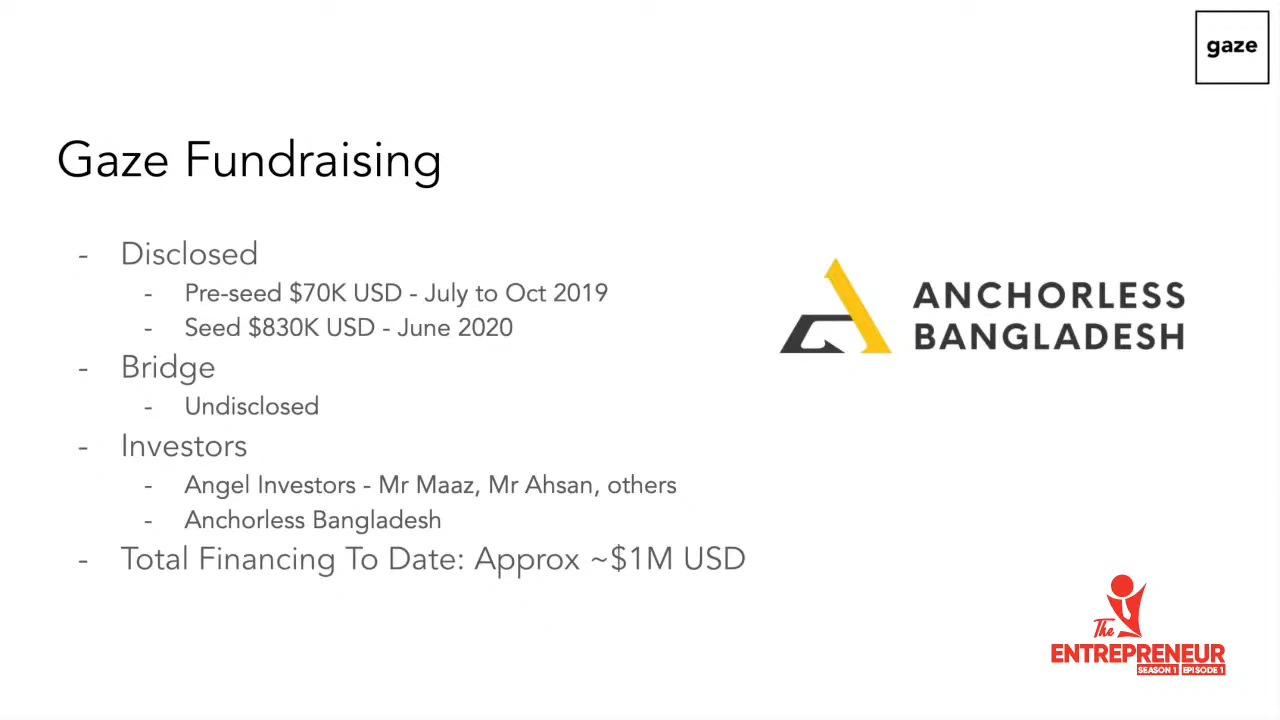 gaze
Gaze Fundraising
- Disclosed
- Pre-seed $70K USD - July to Oct 2019
- Seed $830K USD - June 2020
- Bridge
- Undisclosed
- Investors
- Angel Investors - Mr Maaz, Mr Ahsan, others
- Anchorless Bangladesh
- Total Financing To Date: Approx ~$1M USD
ANCHORLESS
BANGLADESH
The
ENTREPRENEUR
SEASON 1 EPISODE 1